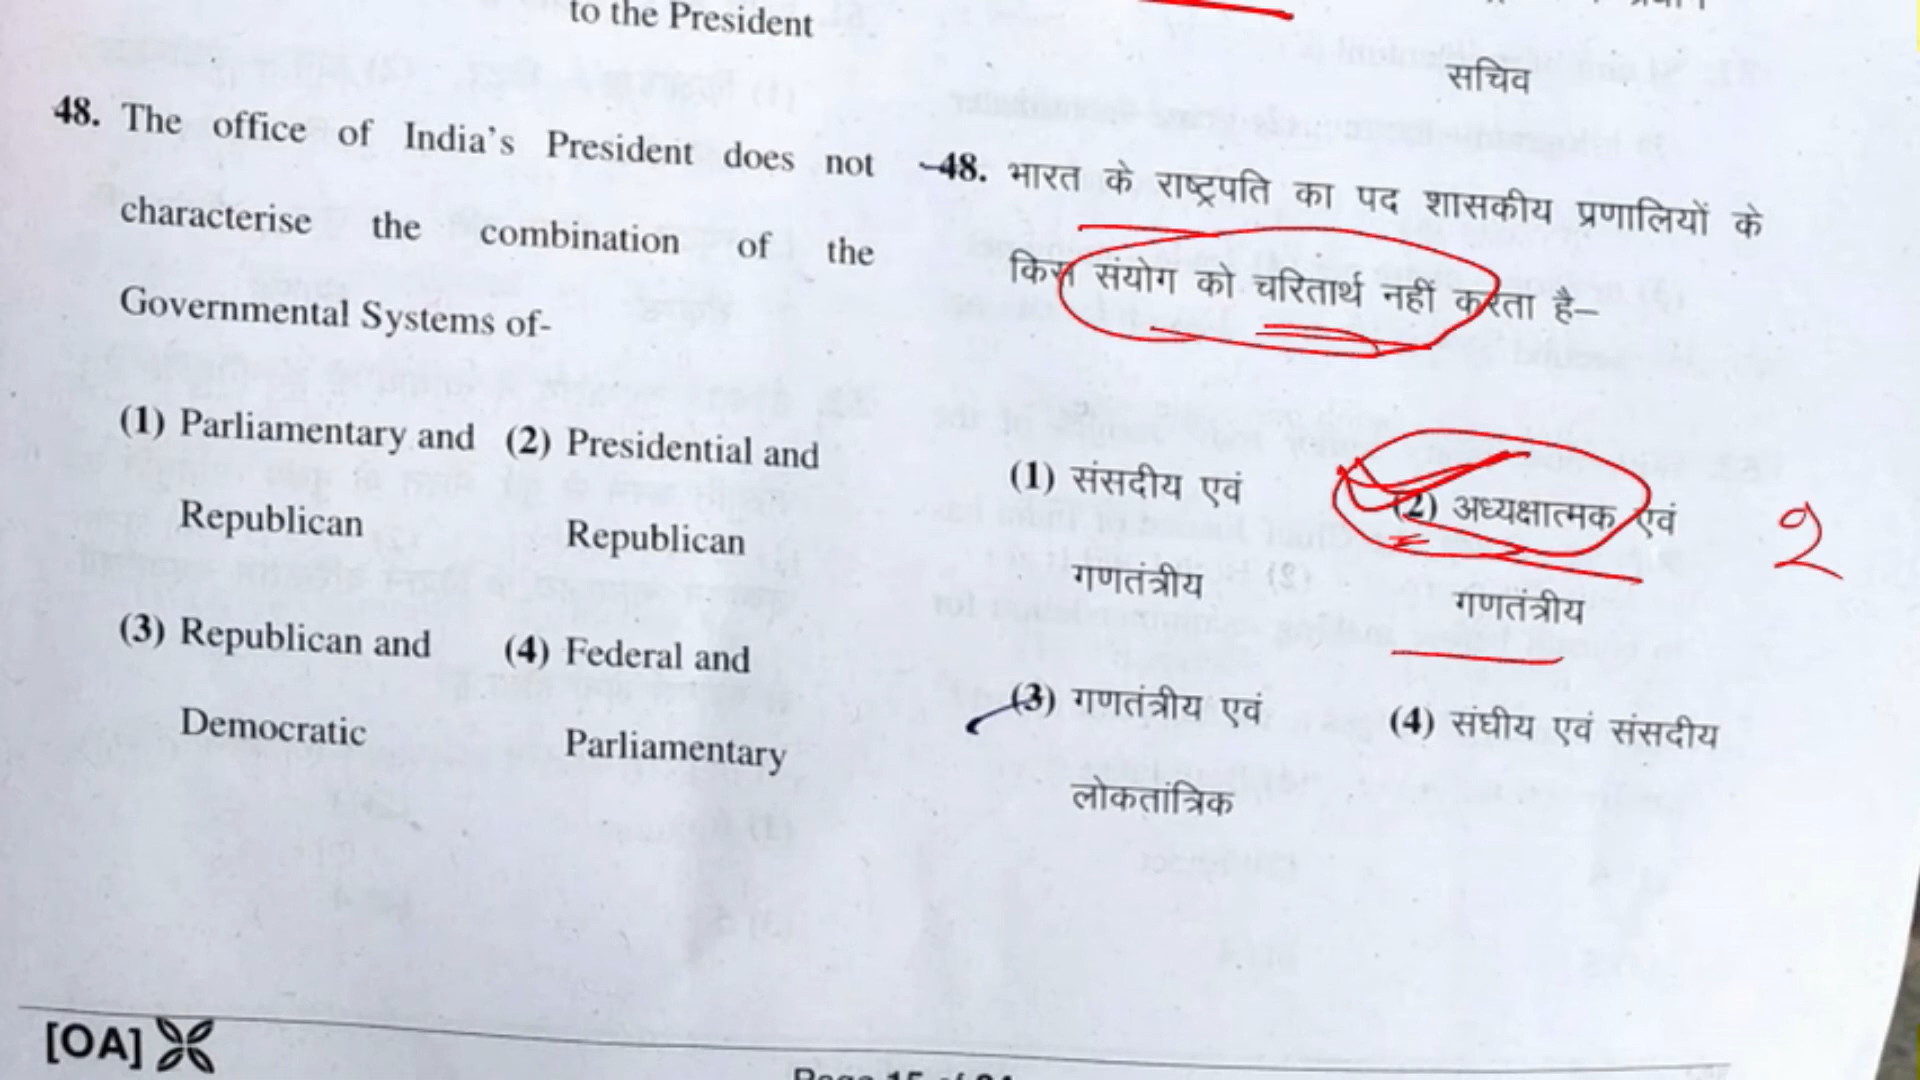 to the President
सचिव
48. The office of India's President does not
characterise the combination of the
Governmental Systems of-
(1) Parliamentary and (2) Presidential and
Republican Republican
(3) Republican and (4) Federal and
Democratic Parliamentary
48. भारत के राष्ट्रपति का पद शासकीय प्रणालियों के
किस संयोग को चरितार्थ नहीं करता है–
(1) संसदीय एवं (2) अध्यक्षात्मक एवं
गणतंत्रीय गणतंत्रीय
2
(3) गणतंत्रीय एवं (4) संघीय एवं संसदीय
लोकतांत्रिक
[OA]